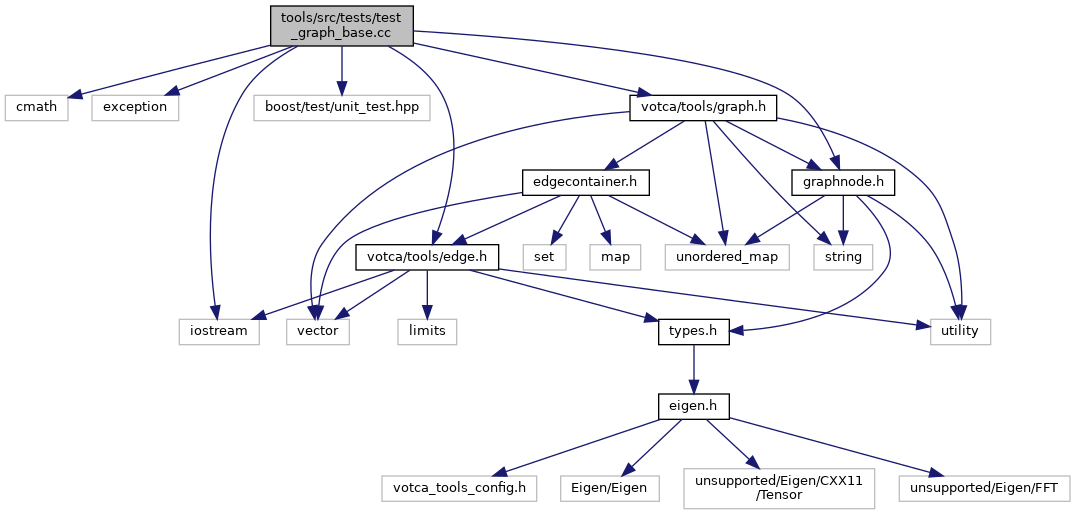 tools/src/tests/test
_graph_base.cc
cmath
exception
boost/test/unit_test.hpp
votca/tools/graph.h
edgecontainer.h
graphnode.h
votca/tools/edge.h
set
map
unordered_map
string
iostream
vector
limits
types.h
utility
eigen.h
votca_tools_config.h
Eigen/Eigen
unsupported/Eigen/CXX11
/Tensor
unsupported/Eigen/FFT